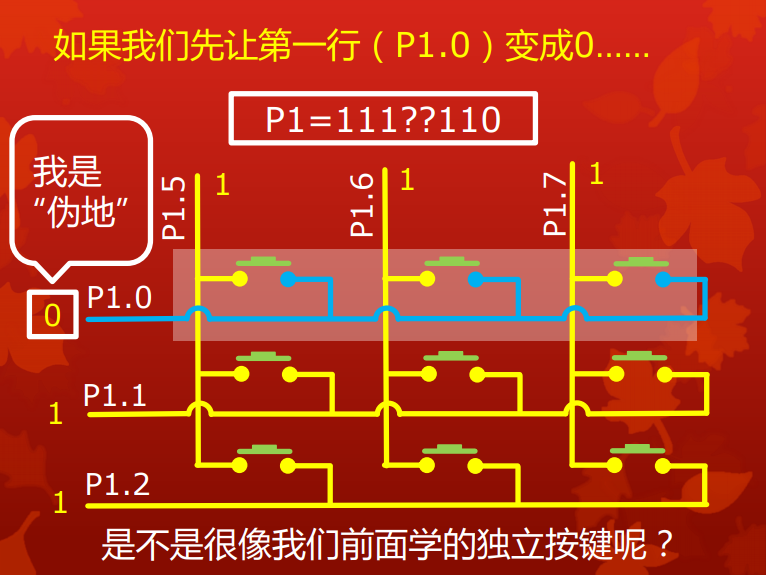 如果我们先让第一行（P1.0）变成0……
P1=111??110
我是
“伪地”
P1.5
1
P1.6
1
P1.7
1
P1.0
0
P1.1
1
P1.2
1
是不是很像我们前面学的独立按键呢？